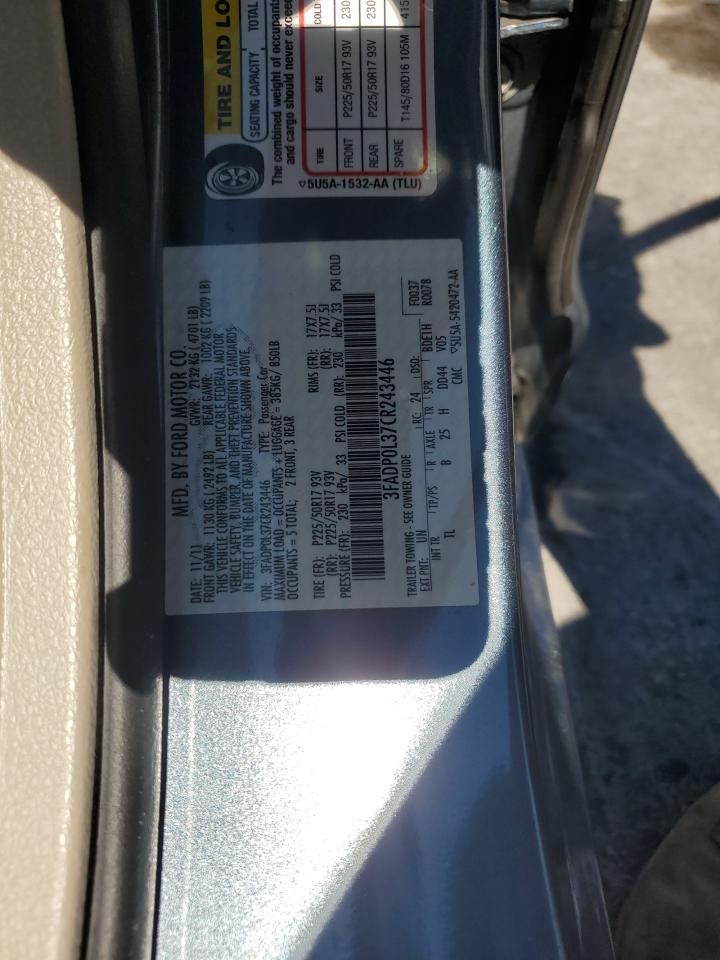 TIRE AND LO
SEATING CAPACITY TOTAL
The combined weight of occupants
and cargo should never exceed
TIRE SIZE COLD
FRONT P225/50R17 93V 230
REAR P225/50R17 93V 230
SPARE T145/80D16 105M 415
5U5A-1532-AA (TLU)
MFD. BY FORD MOTOR CO.
DATE: 11/11 GVWR: 2132 KG ( 4701 LB)
FRONT GAWR: 1130 KG ( 2492 LB) REAR GAWR: 1002 KG ( 2209 LB)
THIS VEHICLE CONFORMS TO ALL APPLICABLE FEDERAL MOTOR
VEHICLE SAFETY, BUMPER, AND THEFT PREVENTION STANDARDS
IN EFFECT ON THE DATE OF MANUFACTURE SHOWN ABOVE.
VIN: 3FADP0L37CR243446 TYPE: Passenger Car
MAXIMUM LOAD = OCCUPANTS + LUGGAGE = 385KG/ 850LB
OCCUPANTS = 5 TOTAL; 2 FRONT, 3 REAR
TIRE (FR): P225/50R17 93V RIMS (FR): 17X7.5J
(RR): P225/50R17 93V (RR): 17X7.5J
PRESSURE (FR): 230 kPa/ 33 PSI COLD (RR): 230 kPa/ 33 PSI COLD
3FADP0L37CR243446
F0037
R0078
TRAILER TOWING - SEE OWNER GUIDE
EXT PNT: UN RC: 24 DSO:
INT TR TP/PS R AXLE TR SPR BDE1H
TL B 25 H DD44 V05
CMC 5U5A-5420472-AA